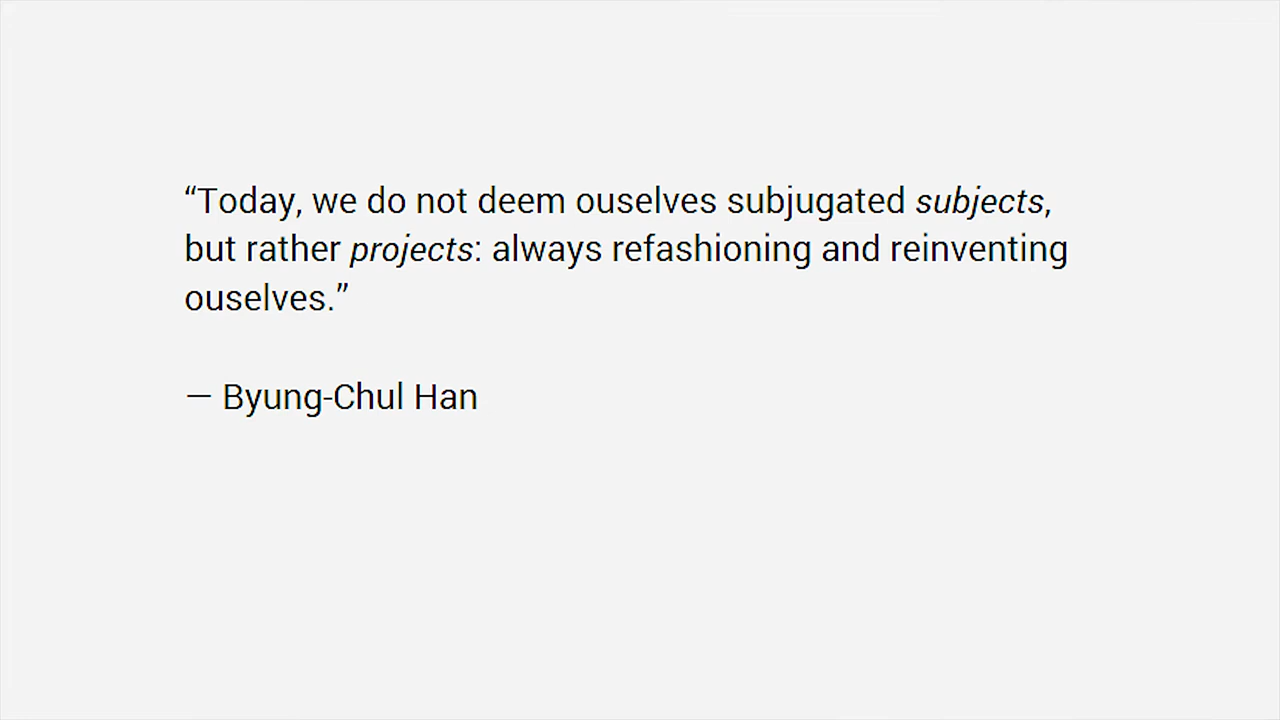 “Today, we do not deem ouselves subjugated subjects,
but rather projects: always refashioning and reinventing
ouselves.”
— Byung-Chul Han